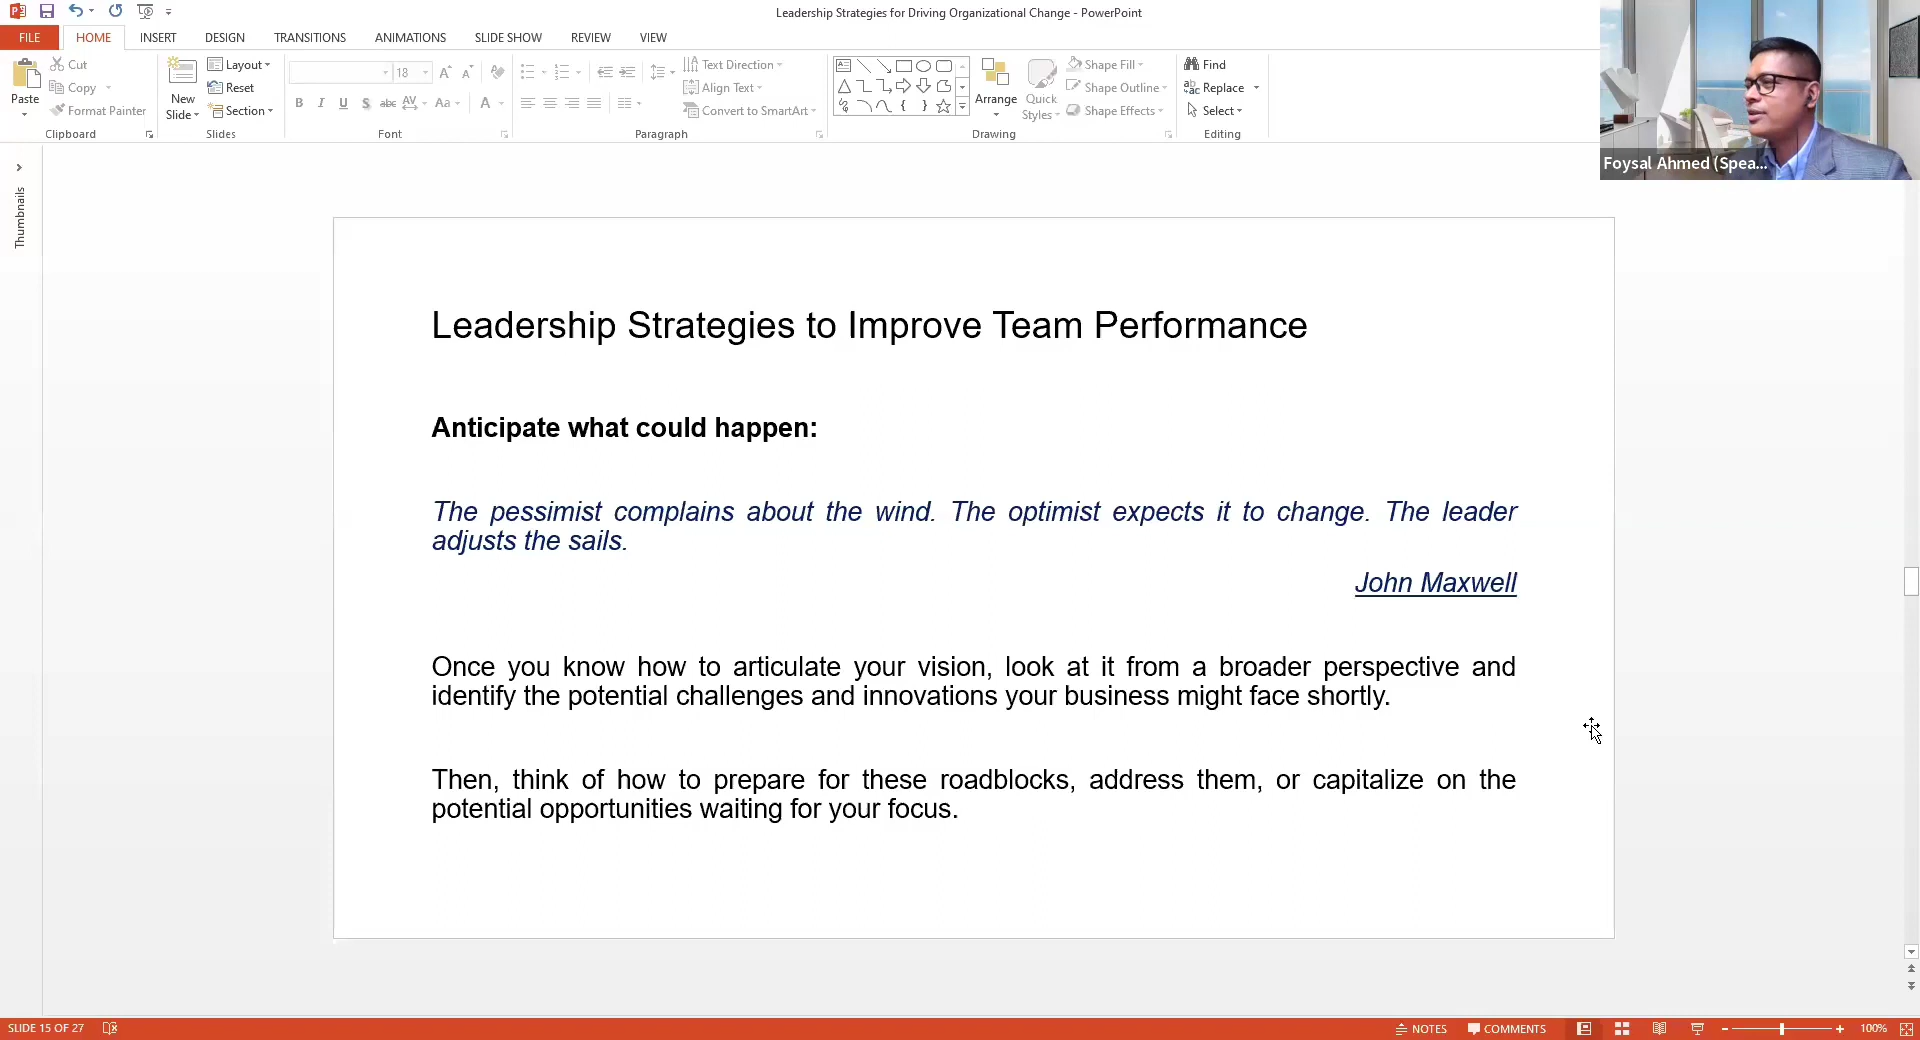 Leadership Strategies for Driving Organizational Change - PowerPoint
FILE HOME INSERT DESIGN TRANSITIONS ANIMATIONS SLIDE SHOW REVIEW VIEW
Paste
Cut
Copy
Format Painter
Clipboard
New
Slide
Layout
Reset
Section
Slides
18
B I U S abc AV Aa A
Font
Text Direction
Align Text
Convert to SmartArt
Paragraph
Arrange
Quick
Styles
Shape Fill
Shape Outline
Shape Effects
Drawing
Find
Replace
Select
Editing
Foysal Ahmed (Spea...
Thumbnails
Leadership Strategies to Improve Team Performance
Anticipate what could happen:
The pessimist complains about the wind. The optimist expects it to change. The leader
adjusts the sails.
John Maxwell
Once you know how to articulate your vision, look at it from a broader perspective and
identify the potential challenges and innovations your business might face shortly.
Then, think of how to prepare for these roadblocks, address them, or capitalize on the
potential opportunities waiting for your focus.
SLIDE 15 OF 27 NOTES COMMENTS 100%